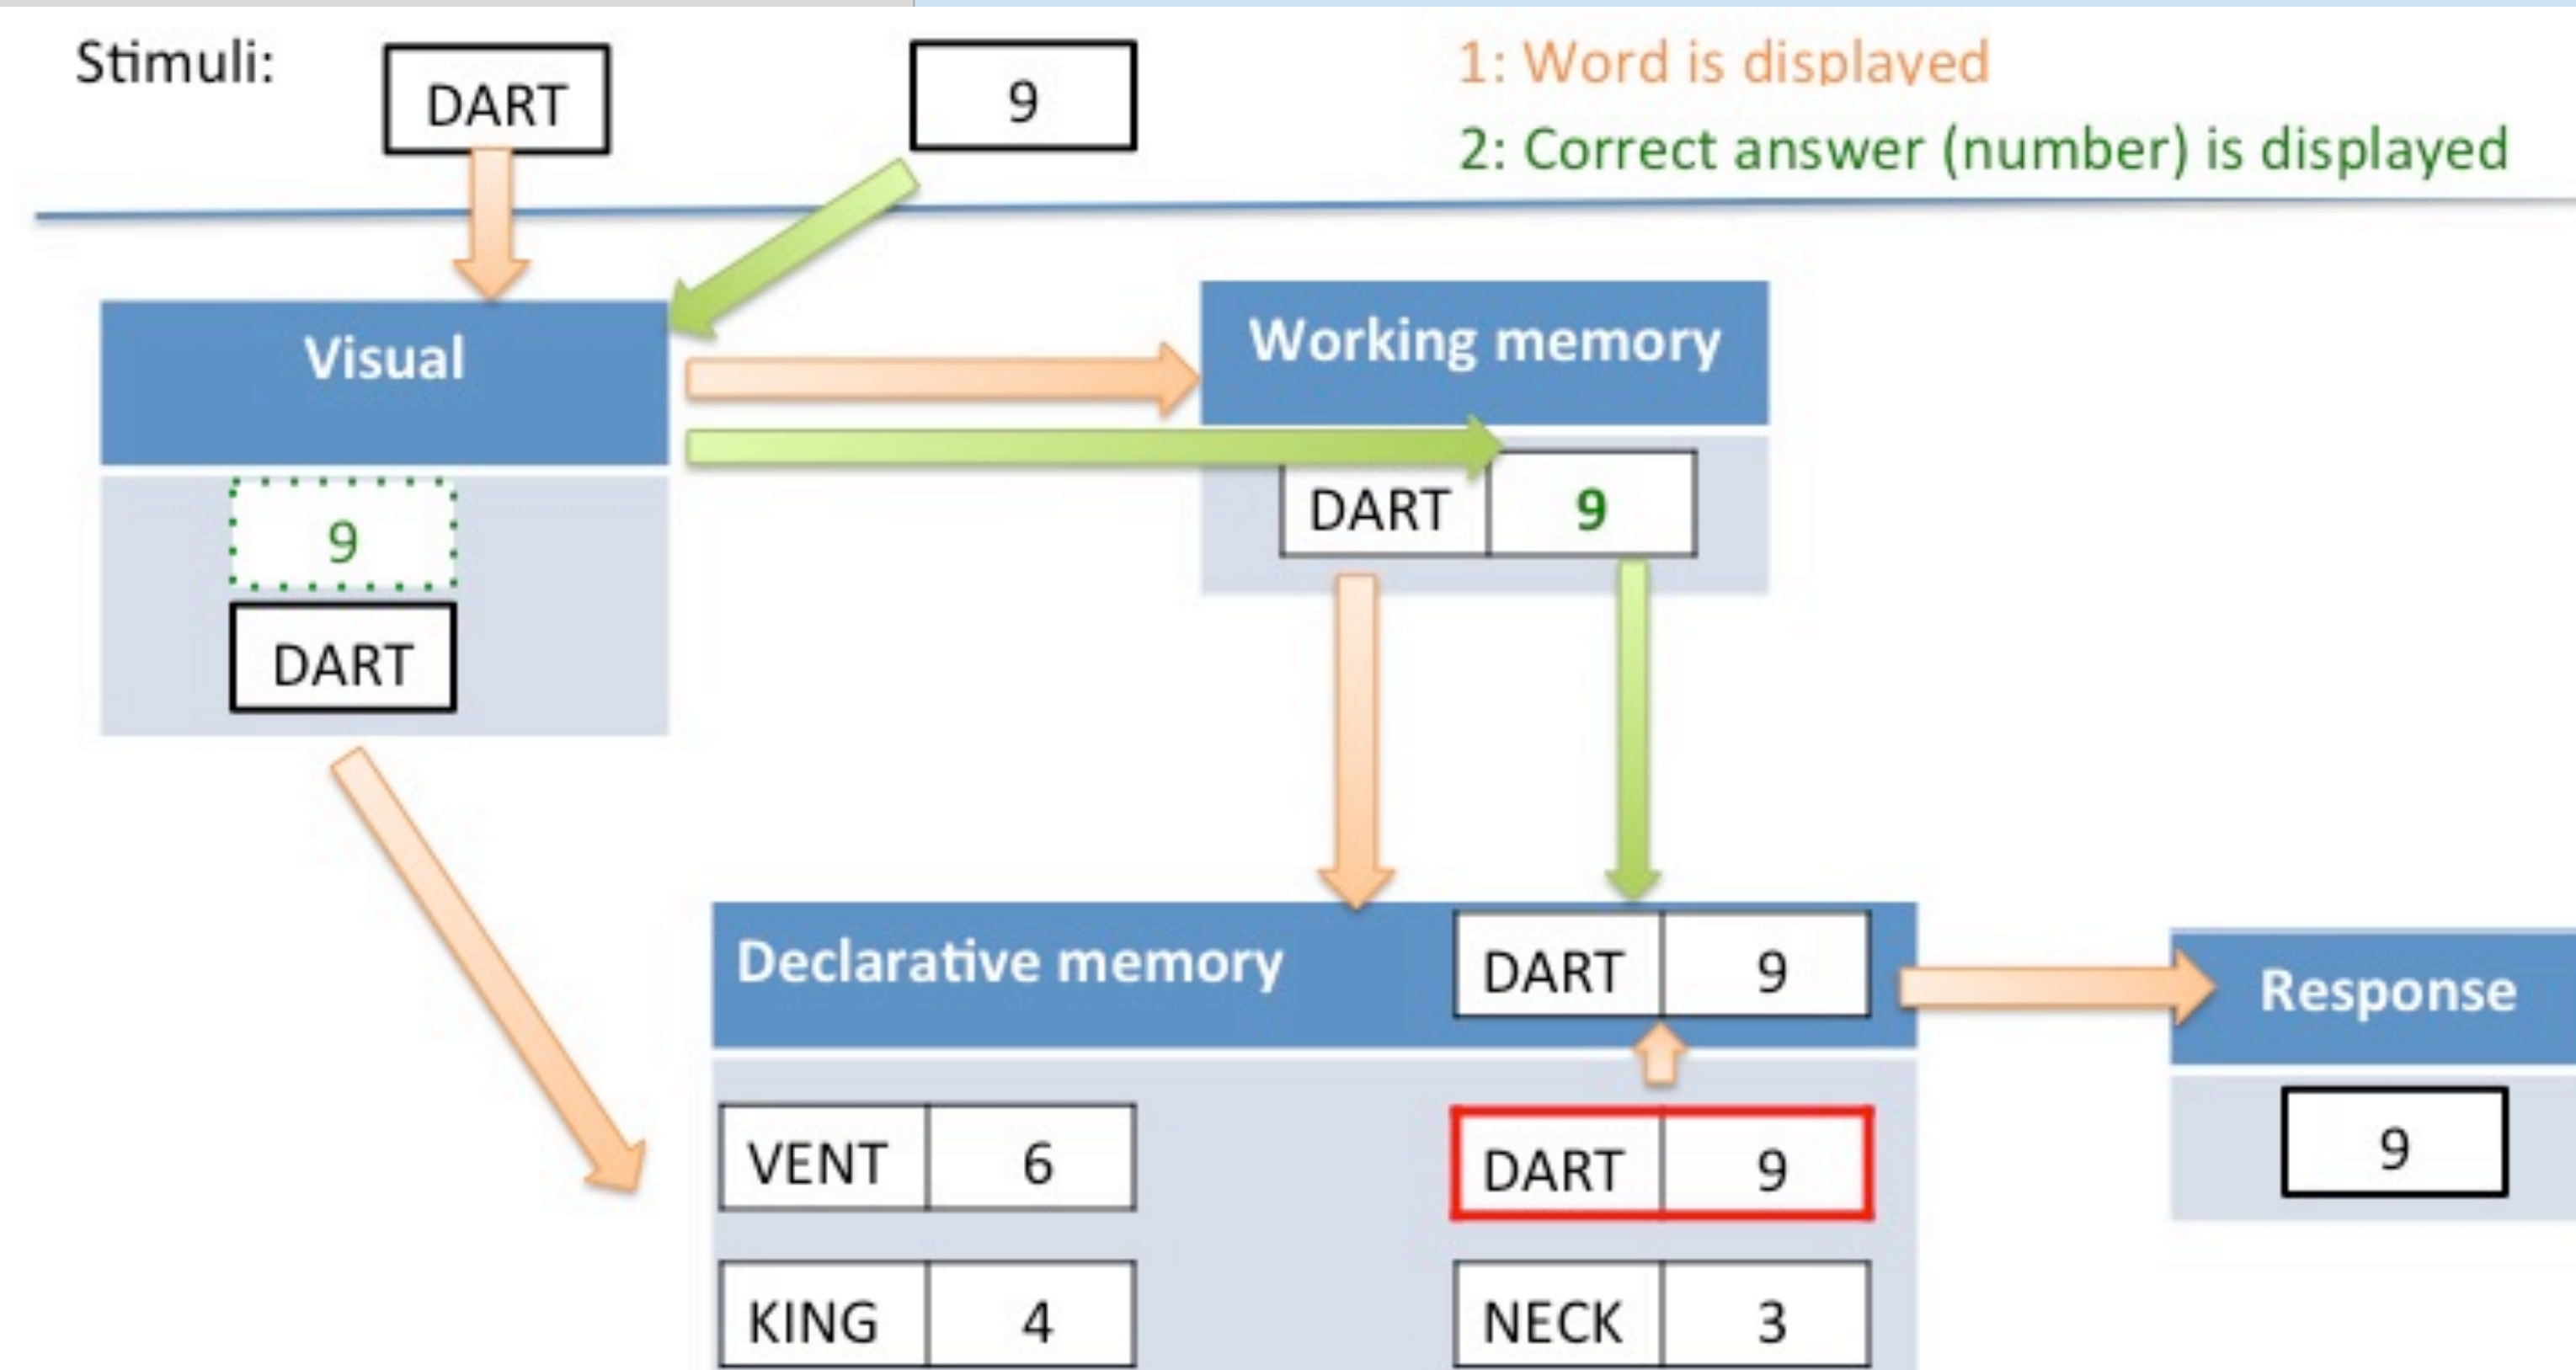 Stimuli:
DART
9
1: Word is displayed
2: Correct answer (number) is displayed
Visual
9
DART
Working memory
DART 9
Declarative memory
DART 9
VENT 6
DART 9
KING 4
NECK 3
Response
9